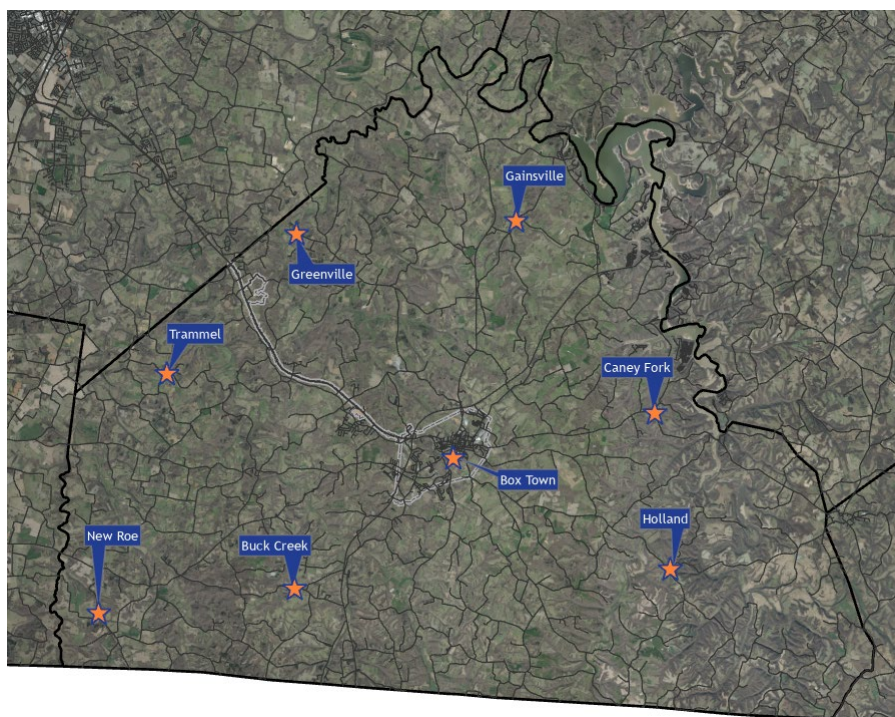 Gainsville
Greenville
Trammel
Caney Fork
Box Town
Holland
New Roe
Buck Creek